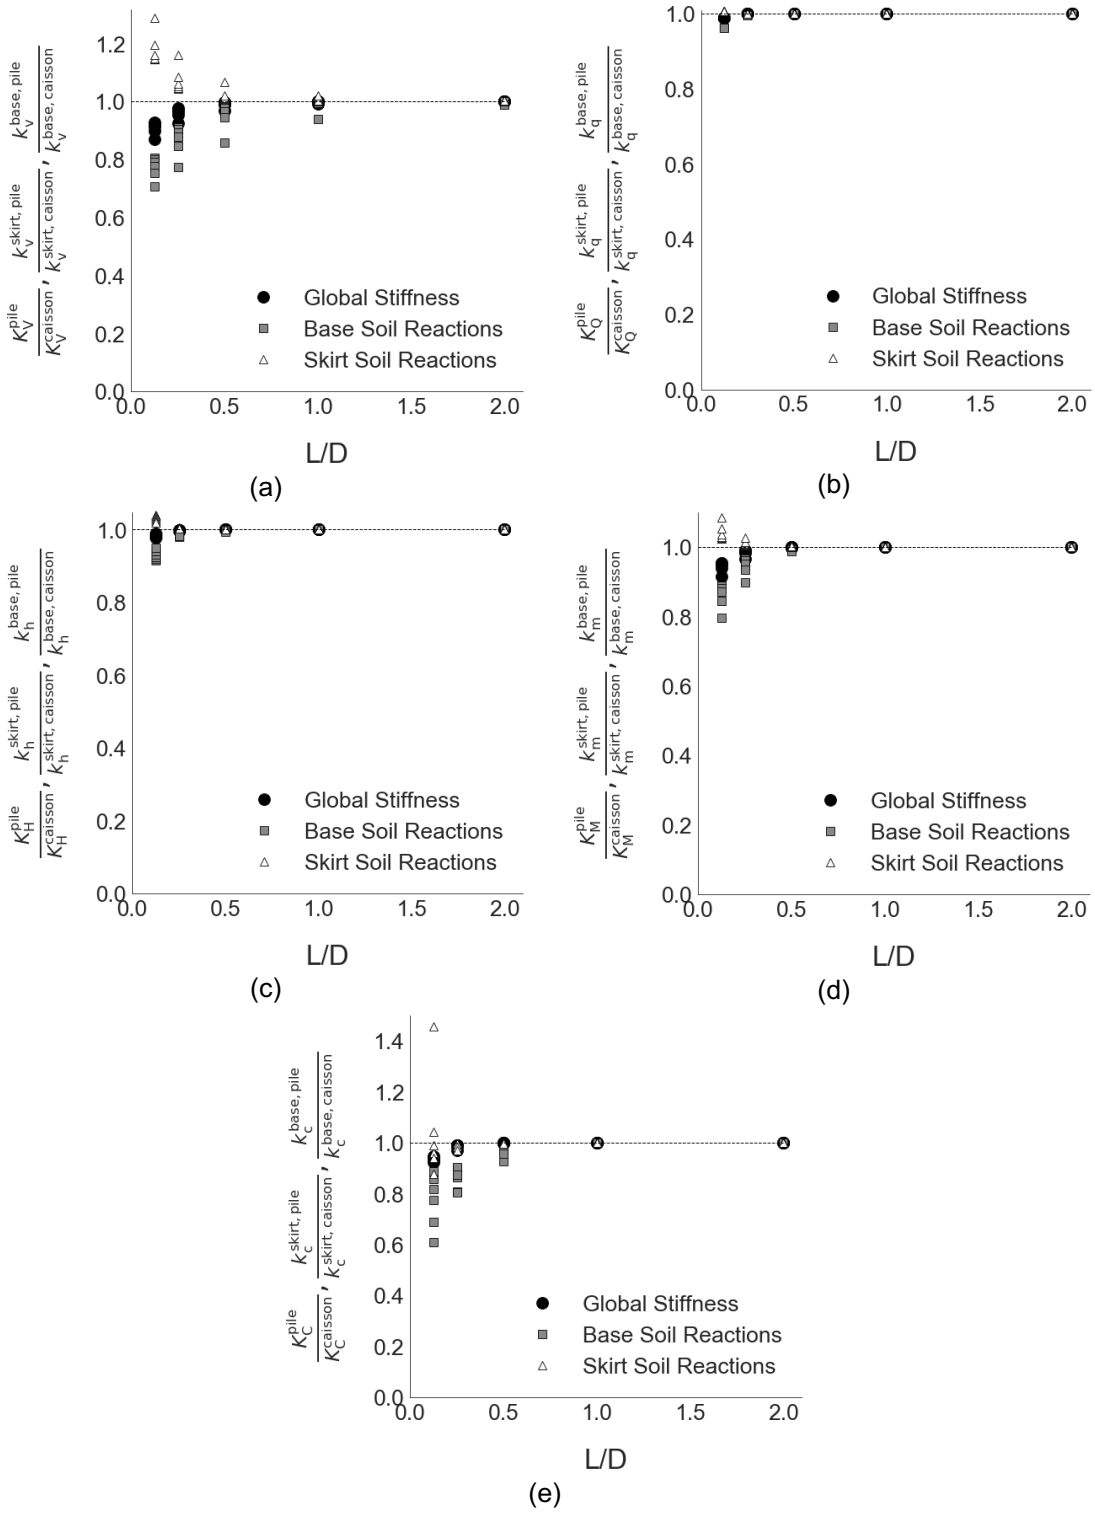 K_V^pile / K_V^caisson, k_v^skirt, pile / k_v^skirt, caisson, k_v^base, pile / k_v^base, caisson
1.2
1.0
0.8
0.6
0.4
0.2
0.0
Global Stiffness
Base Soil Reactions
Skirt Soil Reactions
0.0 0.5 1.0 1.5 2.0
L/D
(a)
K_Q^pile / K_Q^caisson, k_q^skirt, pile / k_q^skirt, caisson, k_q^base, pile / k_q^base, caisson
1.0
0.8
0.6
0.4
0.2
0.0
Global Stiffness
Base Soil Reactions
Skirt Soil Reactions
0.0 0.5 1.0 1.5 2.0
L/D
(b)
K_H^pile / K_H^caisson, k_h^skirt, pile / k_h^skirt, caisson, k_h^base, pile / k_h^base, caisson
1.0
0.8
0.6
0.4
0.2
0.0
Global Stiffness
Base Soil Reactions
Skirt Soil Reactions
0.0 0.5 1.0 1.5 2.0
L/D
(c)
K_M^pile / K_M^caisson, k_m^skirt, pile / k_m^skirt, caisson, k_m^base, pile / k_m^base, caisson
1.0
0.8
0.6
0.4
0.2
0.0
Global Stiffness
Base Soil Reactions
Skirt Soil Reactions
0.0 0.5 1.0 1.5 2.0
L/D
(d)
K_C^pile / K_C^caisson, k_c^skirt, pile / k_c^skirt, caisson, k_c^base, pile / k_c^base, caisson
1.4
1.2
1.0
0.8
0.6
0.4
0.2
0.0
Global Stiffness
Base Soil Reactions
Skirt Soil Reactions
0.0 0.5 1.0 1.5 2.0
L/D
(e)